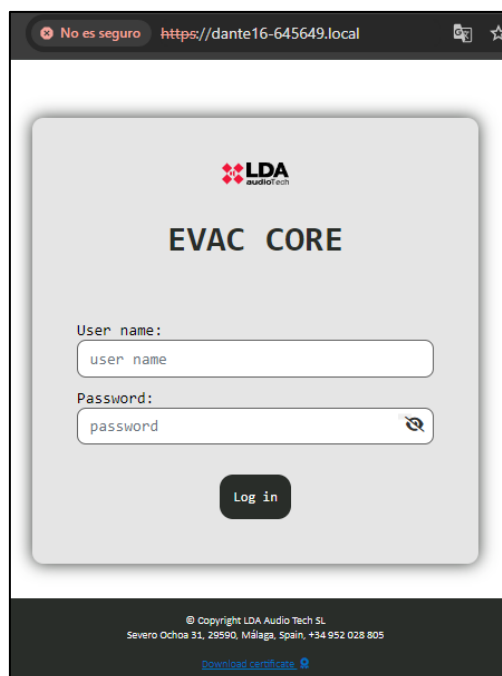 No es seguro https://dante16-645649.local
LDA
audioTech
EVAC CORE
User name:
user name
Password:
password
Log in
© Copyright LDA Audio Tech SL
Severo Ochoa 31, 29590, Málaga, Spain, +34 952 028 805
Download certificate